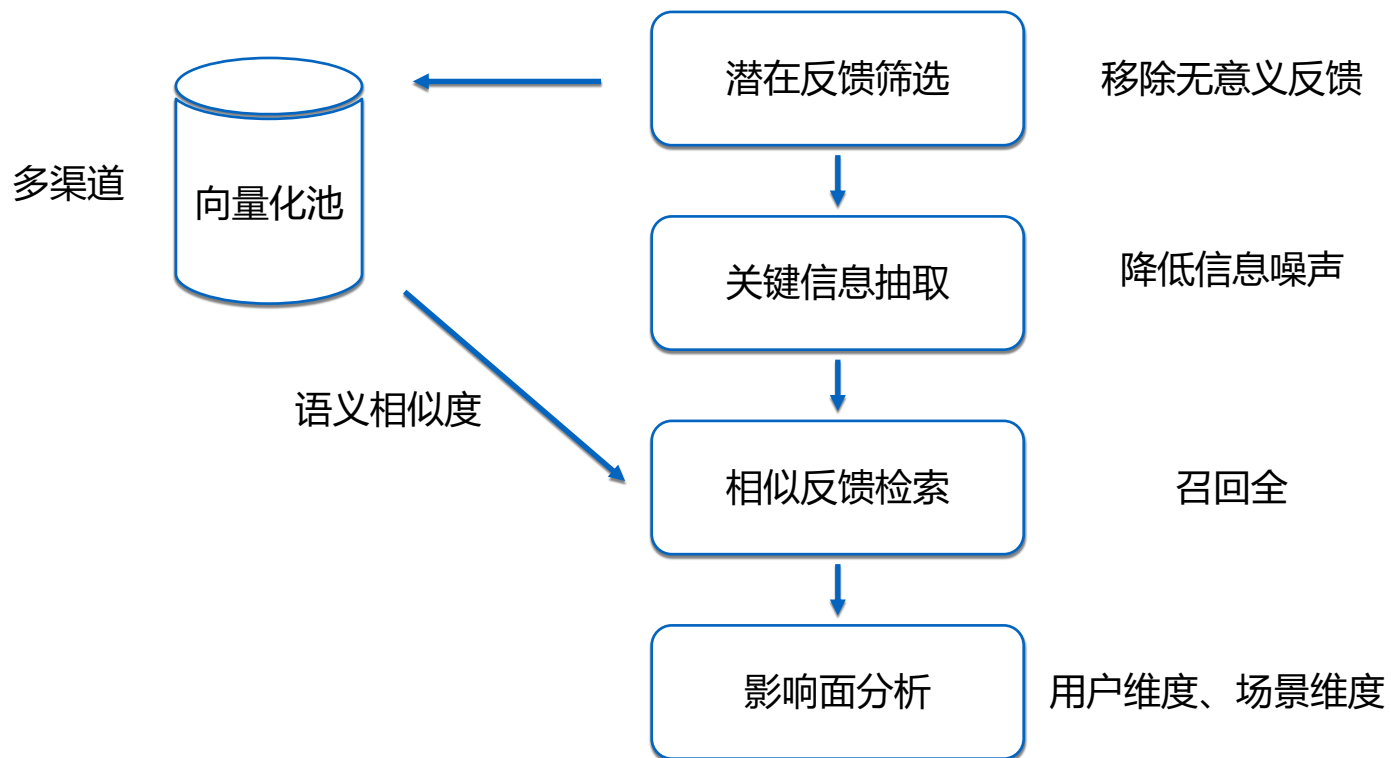 潜在反馈筛选
移除无意义反馈
多渠道
向量化池
关键信息抽取
降低信息噪声
语义相似度
相似反馈检索
召回全
影响面分析
用户维度、场景维度